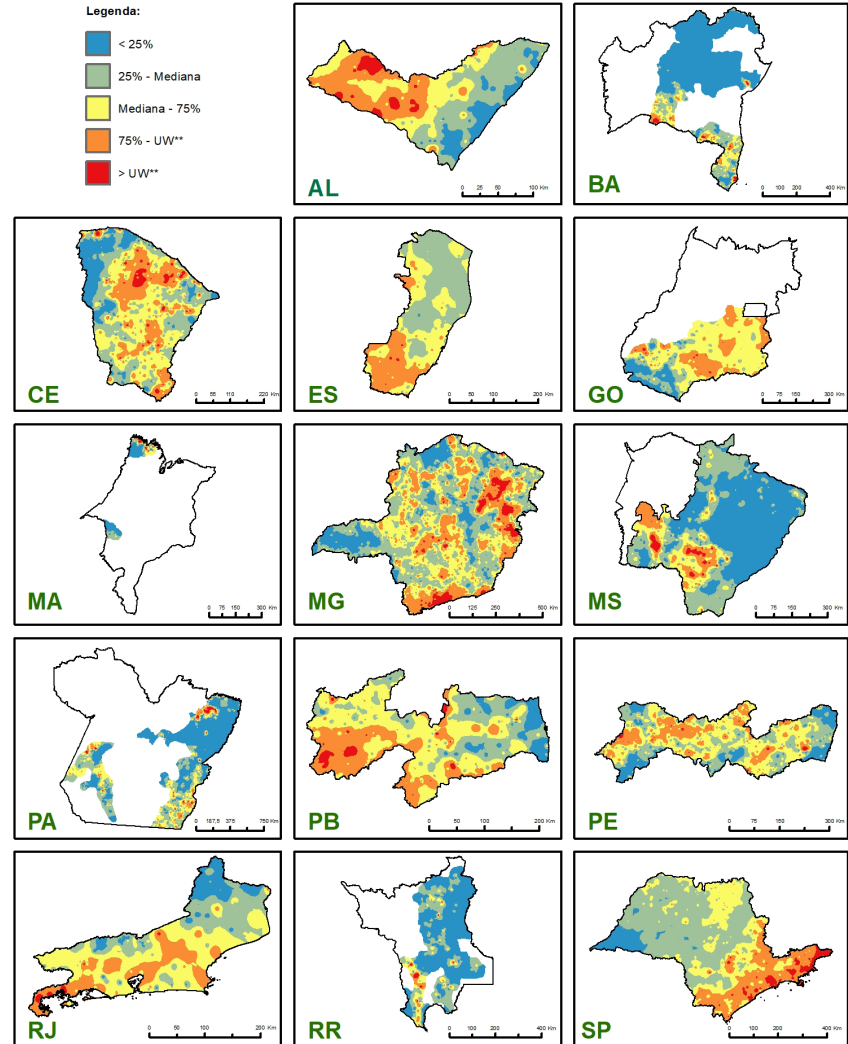 Legenda:
< 25%
25% - Mediana
Mediana - 75%
75% - UW**
> UW**
AL
0 25 50 100 Km
BA
0 100 200 400 Km
CE
0 55 110 220 Km
ES
0 50 100 200 Km
GO
0 75 150 300 Km
MA
0 75 150 300 Km
MG
0 125 250 500 Km
MS
0 75 150 300 Km
PA
0 187,5 375 750 Km
PB
0 50 100 200 Km
PE
0 75 150 300 Km
RJ
0 50 100 200 Km
RR
0 100 200 400 Km
SP
0 100 200 400 Km